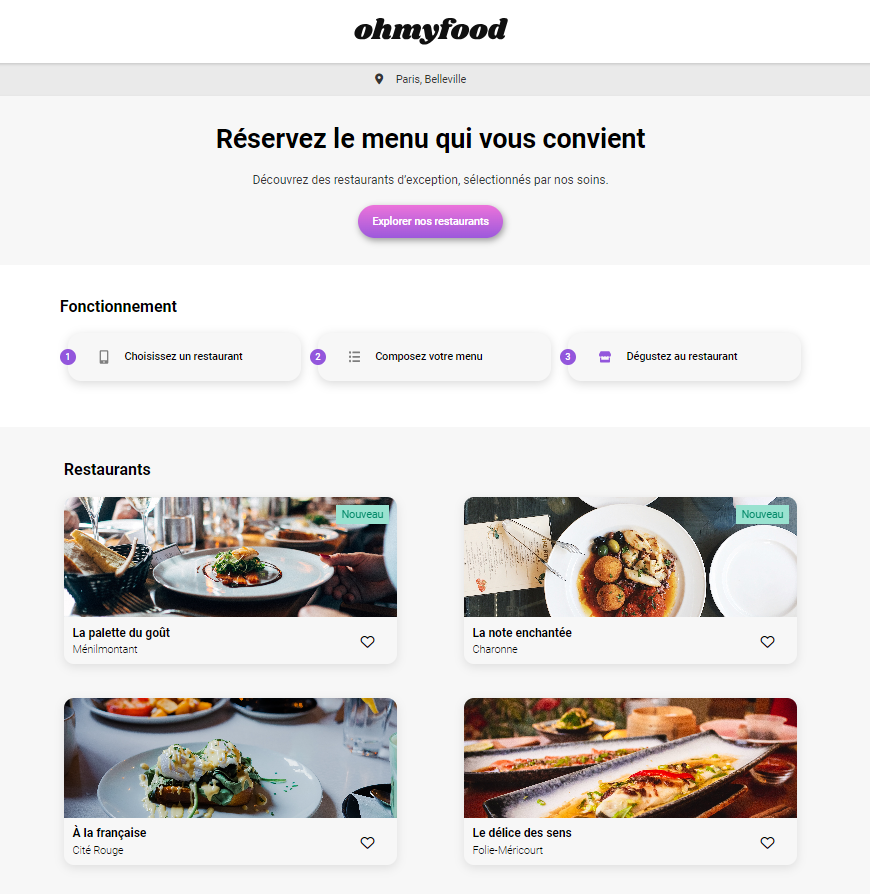 ohmyfood
Paris, Belleville
Réservez le menu qui vous convient
Découvrez des restaurants d'exception, sélectionnés par nos soins.
Explorer nos restaurants
Fonctionnement
1 Choisissez un restaurant
2 Composez votre menu
3 Dégustez au restaurant
Restaurants
Nouveau
La palette du goût
Ménilmontant
Nouveau
La note enchantée
Charonne
À la française
Cité Rouge
Le délice des sens
Folie-Méricourt